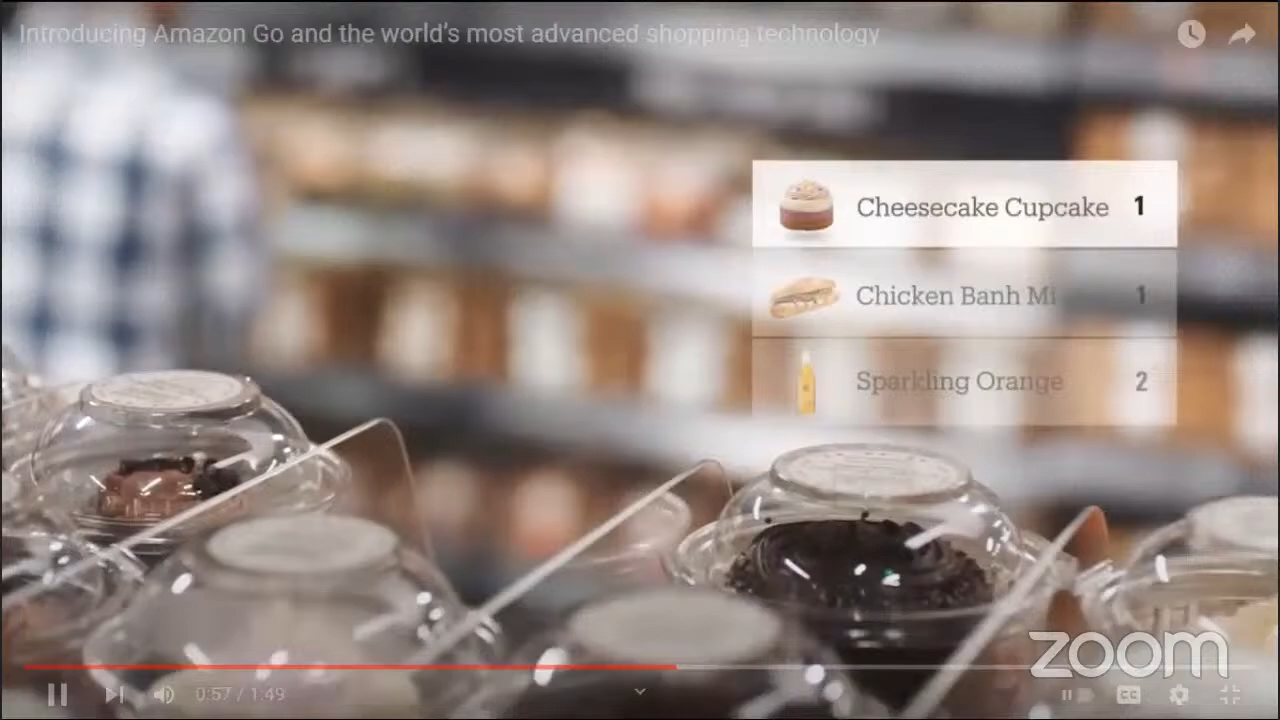 Introducing Amazon Go and the world's most advanced shopping technology
Cheesecake Cupcake 1
Chicken Banh Mi 1
Sparkling Orange 2
zoom
0:57 / 1:49
CC